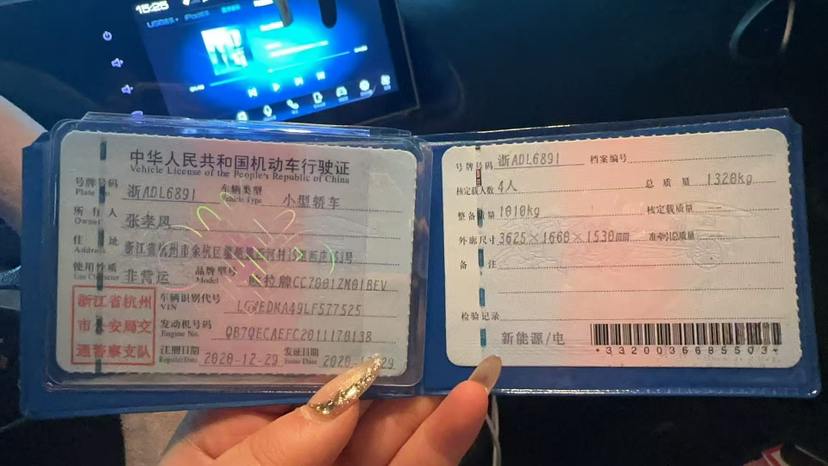 15:25
中华人民共和国机动车行驶证
Vehicle License of the People's Republic of China
号牌号码 浙ADL6891 车辆类型 小型轿车
Plate No. Vehicle Type
所有人 张孝凤
Owner
住址 浙江省杭州市余杭区
Address
使用性质 非营运 品牌型号 欧拉牌CC7001ZM01BEV
Use Character Model
浙江省杭州
市公安局交
通警察支队
车辆识别代号
VIN
发动机号码
Engine No.
注册日期 2020-12-29 发证日期 2020-12-29
Register Date Issue Date
号牌号码 浙ADL6891 档案编号
核定载人数 4人 总质量 1320kg
整备质量 1010kg 核定载质量
外廓尺寸 3625×1660×1530mm 准牵引总质量
备注
检验记录
新能源/电
*3320036685503*